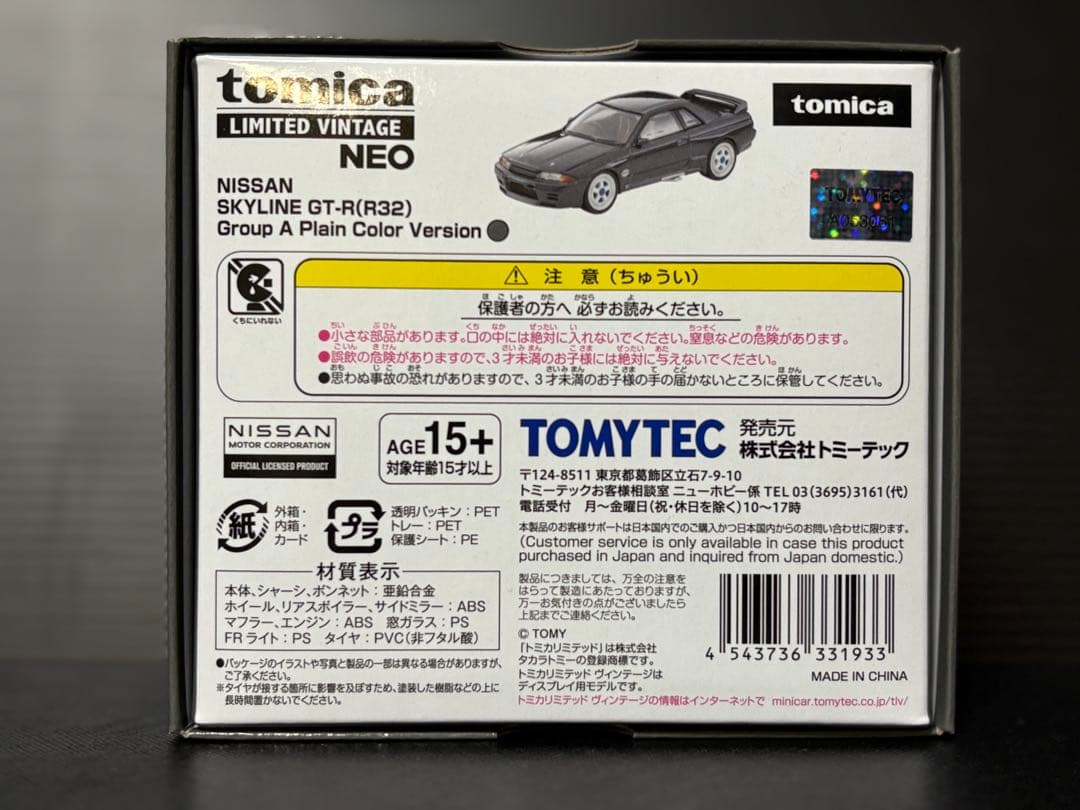 tomica
LIMITED VINTAGE
NEO
tomica
NISSAN
SKYLINE GT-R(R32)
Group A Plain Color Version
TOMYTEC
くちにいれない
⚠ 注 意(ちゅうい)
保護者の方へ 必ずお読みください。
●小さな部品があります。口の中には絶対に入れないでください。窒息などの危険があります。
●誤飲の危険がありますので、3才未満のお子様には絶対に与えないでください。
●思わぬ事故の恐れがありますので、3才未満のお子様の手の届かないところに保管してください。
NISSAN
MOTOR CORPORATION
OFFICIAL LICENSED PRODUCT
AGE 15+
対象年齢15才以上
TOMYTEC 発売元
株式会社トミーテック
〒124-8511 東京都葛飾区立石7-9-10
トミーテックお客様相談室 ニューホビー係 TEL 03(3695)3161(代)
電話受付 月〜金曜日(祝・休日を除く)10〜17時
本製品のお客様サポートは日本国内でのご購入かつ日本国内からのお問い合わせに限ります。
(Customer service is only available in case this product
purchased in Japan and inquired from Japan domestic.)
紙
外箱・
内箱・
カード
プラ
透明パッキン:PET
トレー:PET
保護シート:PE
材質表示
本体、シャーシ、ボンネット:亜鉛合金
ホイール、リアスポイラー、サイドミラー:ABS
マフラー、エンジン:ABS 窓ガラス:PS
FRライト:PS タイヤ:PVC(非フタル酸)
●パッケージのイラストや写真と製品の一部は異なる場合がありますが、
ご了承ください。
※タイヤが接する箇所に影響を及ぼすため、塗装した樹脂などの上に
長時間置かないでください。
製品につきましては、万全の注意を
はらって製造にあたっておりますが、
万一お気付きの点がございましたら
上記までご連絡ください。
© TOMY
「トミカリミテッド」は株式会社
タカラトミーの登録商標です。
トミカリミテッド ヴィンテージは
ディスプレイ用モデルです。
トミカリミテッド ヴィンテージの情報はインターネットで minicar.tomytec.co.jp/tlv/
4 543736 331933
MADE IN CHINA